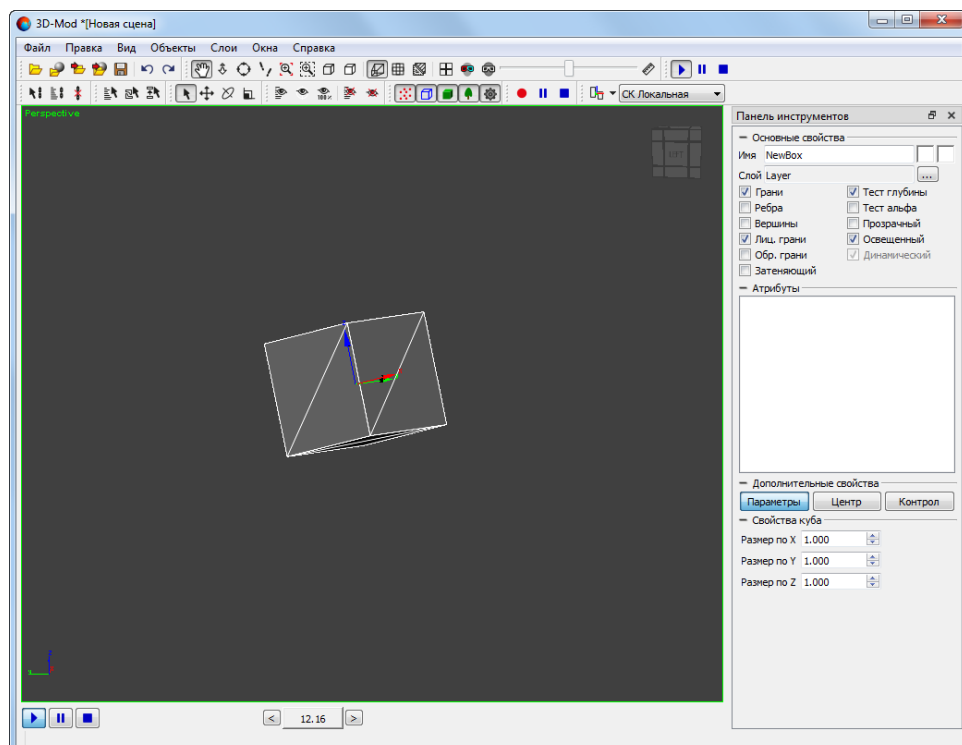 3D-Mod *[Новая сцена]
Файл Правка Вид Объекты Слои Окна Справка
100%
СК Локальная
Perspective
Панель инструментов
Основные свойства
Имя NewBox
Слой Layer ...
Грани Тест глубины
Ребра Тест альфа
Вершины Прозрачный
Лиц. грани Освещенный
Обр. грани Динамический
Затеняющий
Атрибуты
Дополнительные свойства
Параметры Центр Контрол
Свойства куба
Размер по X 1.000
Размер по Y 1.000
Размер по Z 1.000
< 12.16 >